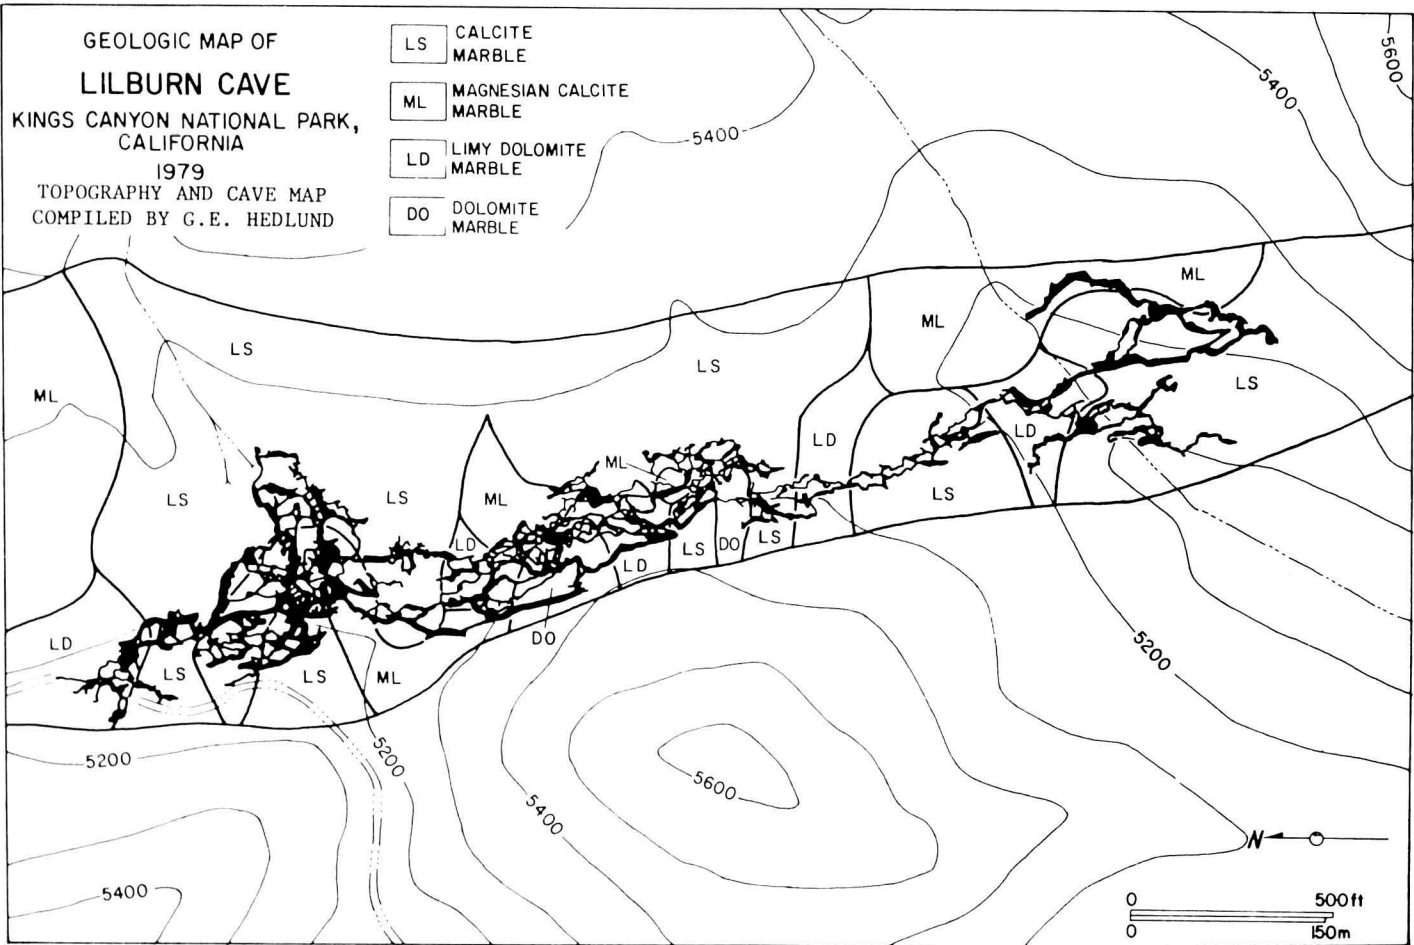 GEOLOGIC MAP OF
LILBURN CAVE
KINGS CANYON NATIONAL PARK,
CALIFORNIA
1979
TOPOGRAPHY AND CAVE MAP
COMPILED BY G.E. HEDLUND
LS CALCITE
MARBLE
ML MAGNESIAN CALCITE
MARBLE
LD LIMY DOLOMITE
MARBLE
DO DOLOMITE
MARBLE
5600
5400
5400
ML
ML
LS
LS
LS
ML
LD
LD
ML
LS
LS
ML
LS
LD
LS
DO
LS
LD
DO
LD
LS
LS
ML
5200
5200
5200
5600
5400
5400
N
0 500ft
0 150m